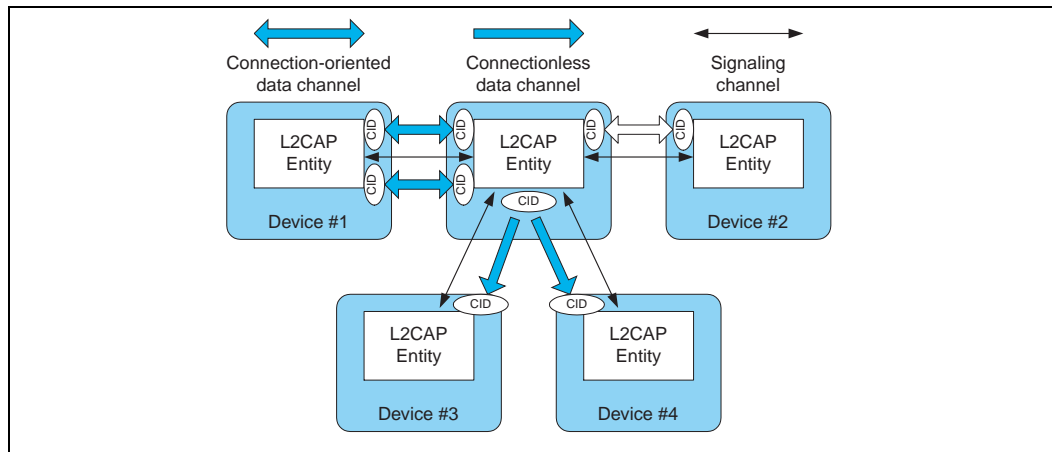 Connection-oriented
data channel
Connectionless
data channel
Signaling
channel
CID
CID
CID
CID
L2CAP
Entity
L2CAP
Entity
L2CAP
Entity
CID
CID
CID
Device #1
Device #2
CID
CID
L2CAP
Entity
L2CAP
Entity
Device #3
Device #4